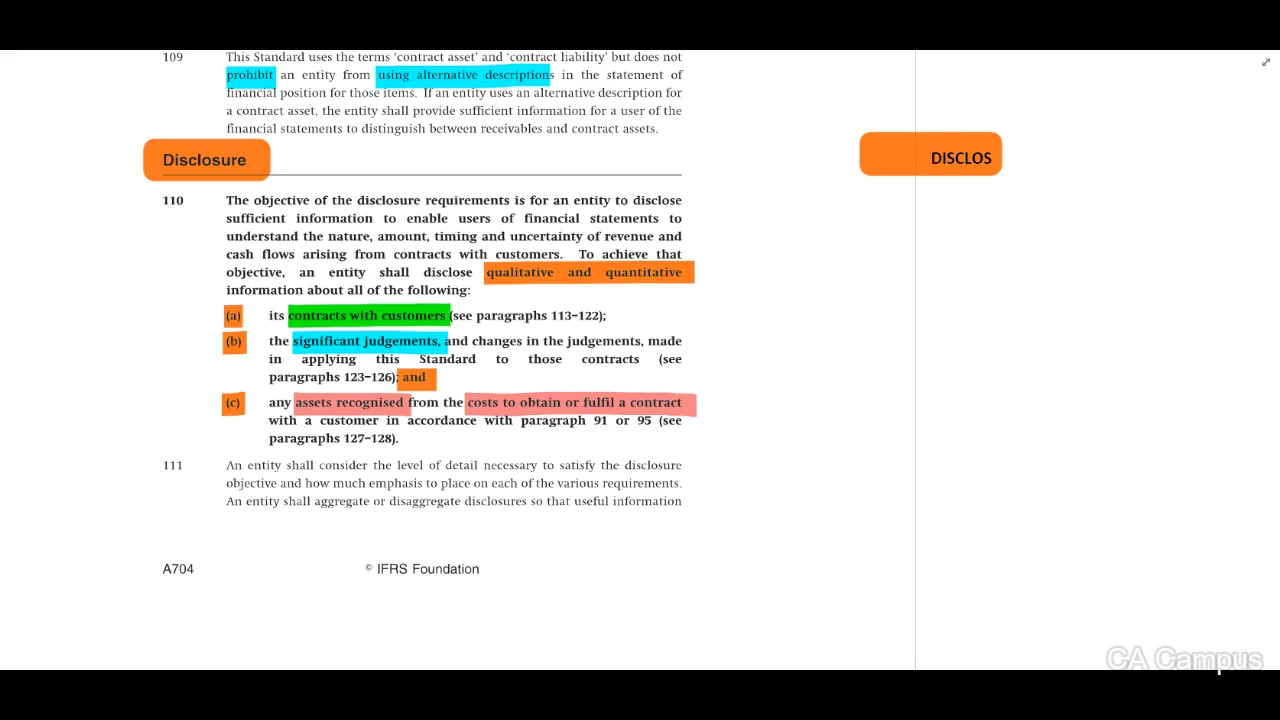 109 This Standard uses the terms ‘contract asset’ and ‘contract liability’ but does not
prohibit an entity from using alternative descriptions in the statement of
financial position for those items. If an entity uses an alternative description for
a contract asset, the entity shall provide sufficient information for a user of the
financial statements to distinguish between receivables and contract assets.
Disclosure
DISCLOS
110 The objective of the disclosure requirements is for an entity to disclose
sufficient information to enable users of financial statements to
understand the nature, amount, timing and uncertainty of revenue and
cash flows arising from contracts with customers. To achieve that
objective, an entity shall disclose qualitative and quantitative
information about all of the following:
(a) its contracts with customers (see paragraphs 113–122);
(b) the significant judgements, and changes in the judgements, made
in applying this Standard to those contracts (see
paragraphs 123–126); and
(c) any assets recognised from the costs to obtain or fulfil a contract
with a customer in accordance with paragraph 91 or 95 (see
paragraphs 127–128).
111 An entity shall consider the level of detail necessary to satisfy the disclosure
objective and how much emphasis to place on each of the various requirements.
An entity shall aggregate or disaggregate disclosures so that useful information
A704 © IFRS Foundation
CA Campus